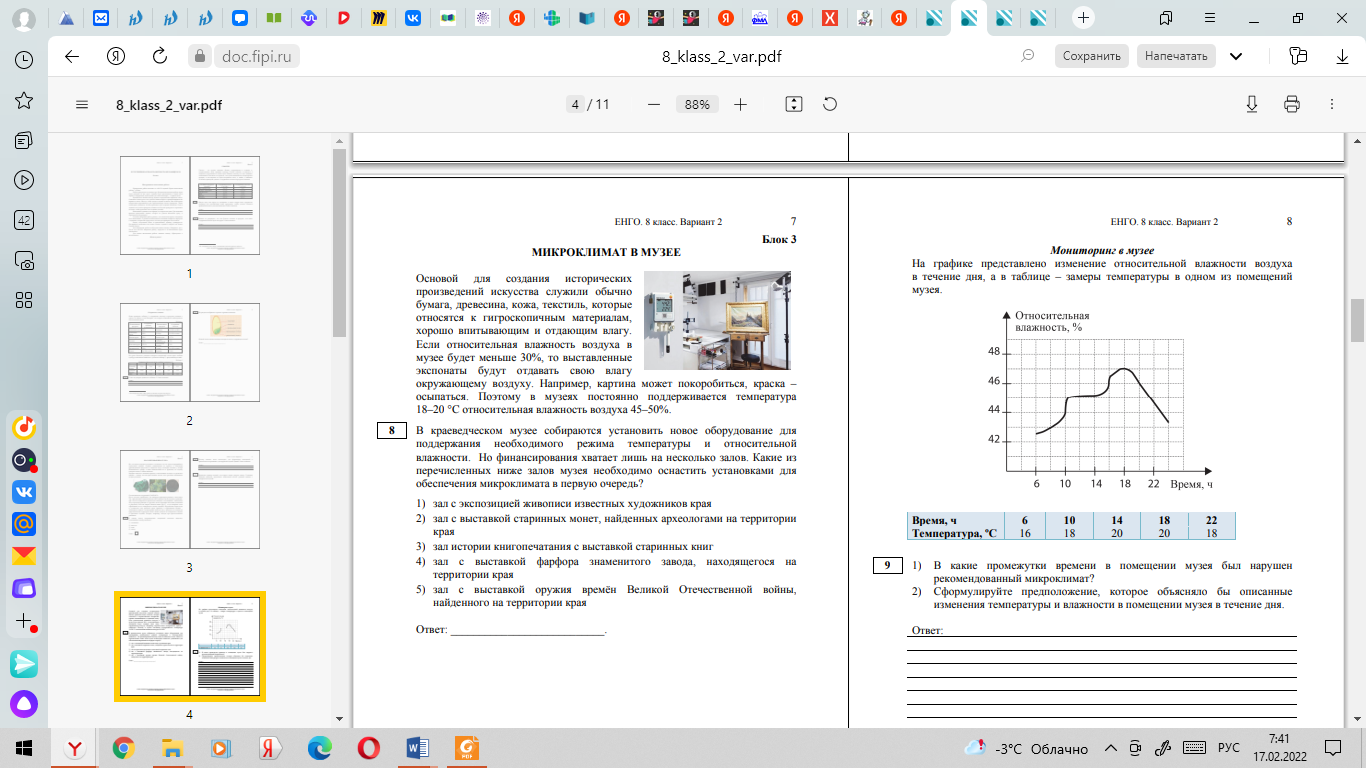 doc.fipi.ru
8_klass_2_var.pdf
Сохранить
Напечатать
8_klass_2_var.pdf
4 / 11
88%
42
1
2
3
4
ЕНГО. 8 класс. Вариант 2 7
Блок 3
МИКРОКЛИМАТ В МУЗЕЕ
Основой для создания исторических
произведений искусства служили обычно
бумага, древесина, кожа, текстиль, которые
относятся к гигроскопичным материалам,
хорошо впитывающим и отдающим влагу.
Если относительная влажность воздуха в
музее будет меньше 30%, то выставленные
экспонаты будут отдавать свою влагу
окружающему воздуху. Например, картина может покоробиться, краска –
осыпаться. Поэтому в музеях постоянно поддерживается температура
18–20 °С относительная влажность воздуха 45–50%.
8 В краеведческом музее собираются установить новое оборудование для
поддержания необходимого режима температуры и относительной
влажности. Но финансирования хватает лишь на несколько залов. Какие из
перечисленных ниже залов музея необходимо оснастить установками для
обеспечения микроклимата в первую очередь?
1) зал с экспозицией живописи известных художников края
2) зал с выставкой старинных монет, найденных археологами на территории
края
3) зал истории книгопечатания с выставкой старинных книг
4) зал с выставкой фарфора знаменитого завода, находящегося на
территории края
5) зал с выставкой оружия времён Великой Отечественной войны,
найденного на территории края
Ответ: ___________________________.
ЕНГО. 8 класс. Вариант 2 8
Мониторинг в музее
На графике представлено изменение относительной влажности воздуха
в течение дня, а в таблице – замеры температуры в одном из помещений
музея.
Относительная
влажность, %
48
46
44
42
6 10 14 18 22 Время, ч
Время, ч 6 10 14 18 22
Температура, °С 16 18 20 20 18
9 1) В какие промежутки времени в помещении музея был нарушен
рекомендованный микроклимат?
2) Сформулируйте предположение, которое объясняло бы описанные
изменения температуры и влажности в помещении музея в течение дня.
Ответ:
-3°C Облачно
РУС
7:41
17.02.2022